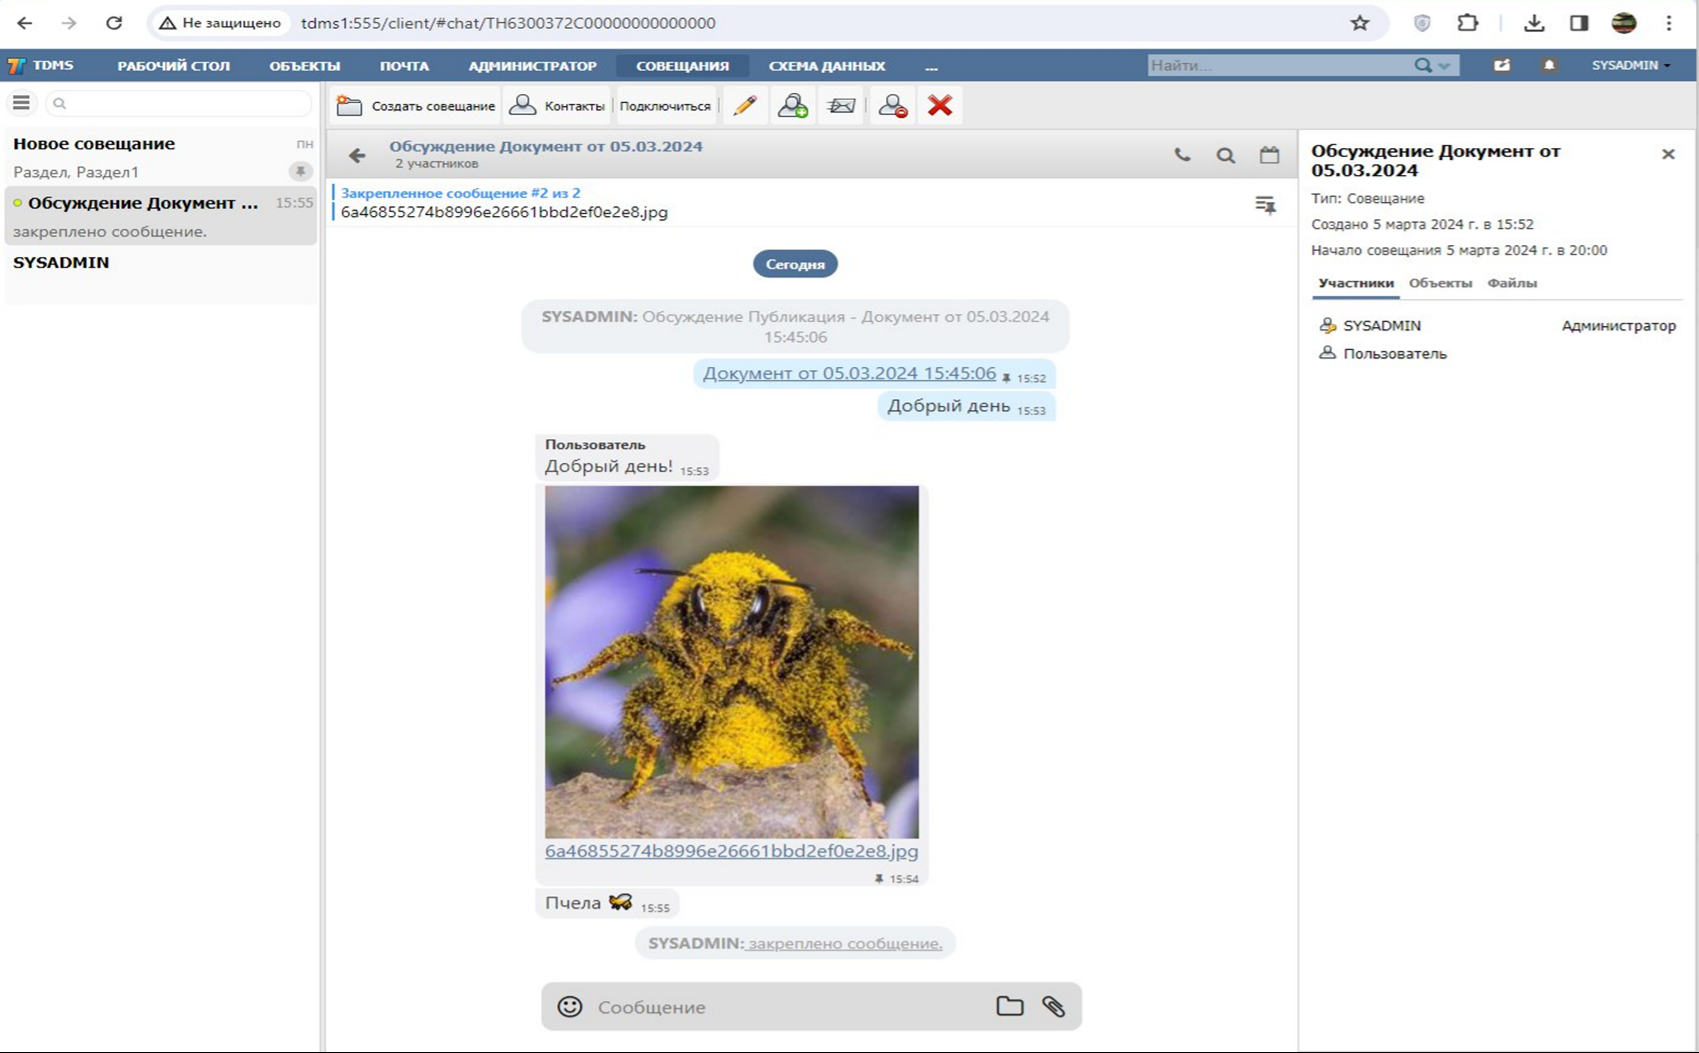 Не защищено
tdms1:555/client/#chat/TH6300372C00000000000000
TDMS РАБОЧИЙ СТОЛ ОБЪЕКТЫ ПОЧТА АДМИНИСТРАТОР СОВЕЩАНИЯ СХЕМА ДАННЫХ ...
Найти...
SYSADMIN
Создать совещание Контакты Подключиться
Новое совещание ПН
Раздел, Раздел1
Обсуждение Документ ... 15:55
закреплено сообщение.
SYSADMIN
Обсуждение Документ от 05.03.2024
2 участников
Закрепленное сообщение #2 из 2
6a46855274b8996e26661bbd2ef0e2e8.jpg
Сегодня
SYSADMIN: Обсуждение Публикация - Документ от 05.03.2024
15:45:06
Документ от 05.03.2024 15:45:06 15:52
Добрый день 15:53
Пользователь
Добрый день! 15:53
6a46855274b8996e26661bbd2ef0e2e8.jpg
15:54
Пчела 15:55
SYSADMIN: закреплено сообщение.
Сообщение
Обсуждение Документ от
05.03.2024
Тип: Совещание
Создано 5 марта 2024 г. в 15:52
Начало совещания 5 марта 2024 г. в 20:00
Участники Объекты Файлы
SYSADMIN Администратор
Пользователь